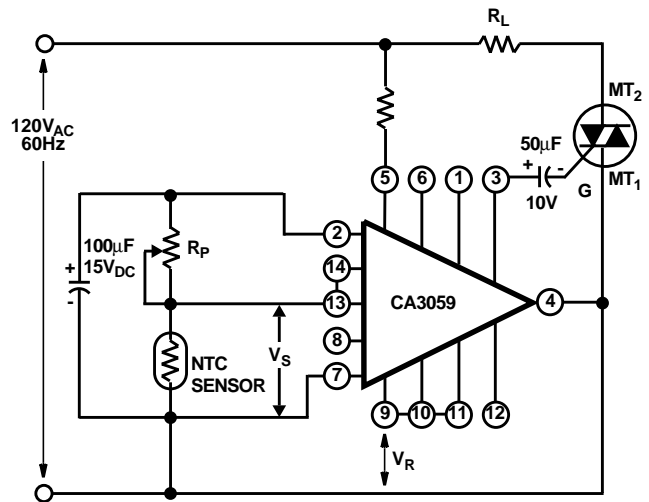 R_L
MT_2
120V_AC
60Hz
50μF
MT_1
5
6
1
3
+
-
G
10V
2
100μF
15V_DC
+
-
R_P
14
13
CA3059
4
8
V_S
NTC
SENSOR
7
9
10
11
12
V_R